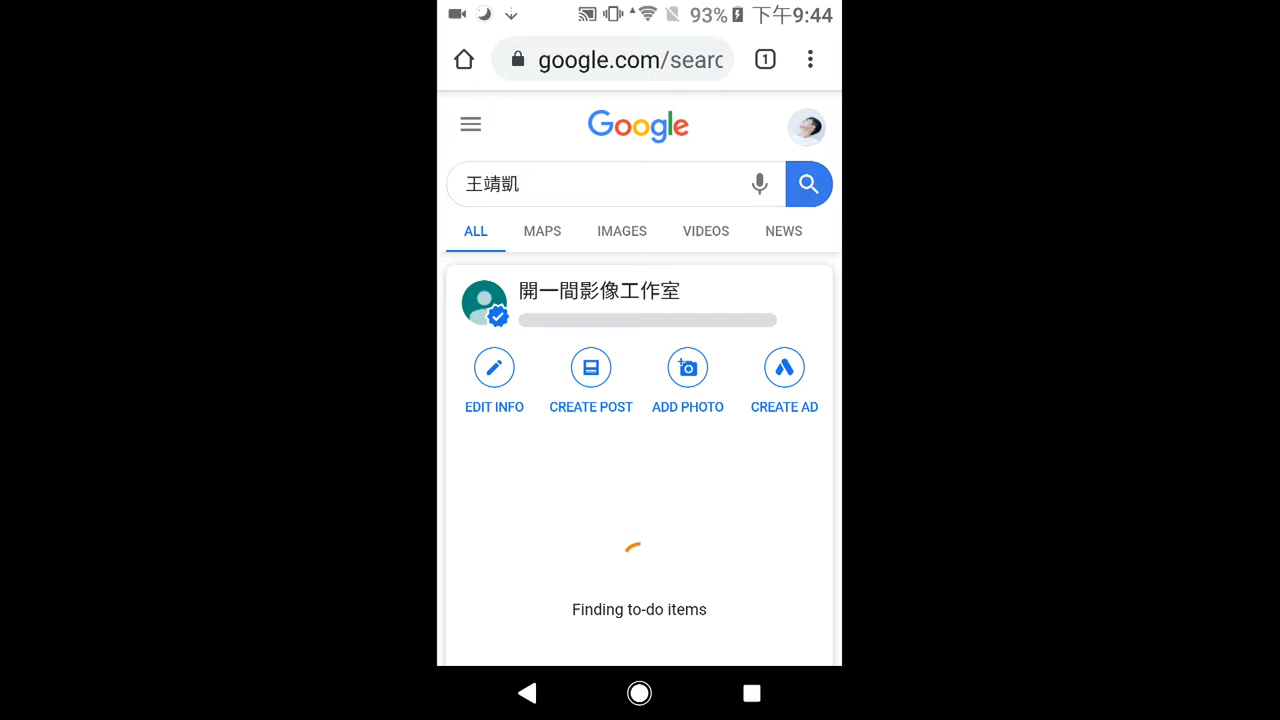 93% 下午9:44
google.com/searc
1
Google
王靖凱
ALL MAPS IMAGES VIDEOS NEWS
開一間影像工作室
EDIT INFO CREATE POST ADD PHOTO CREATE AD
Finding to-do items